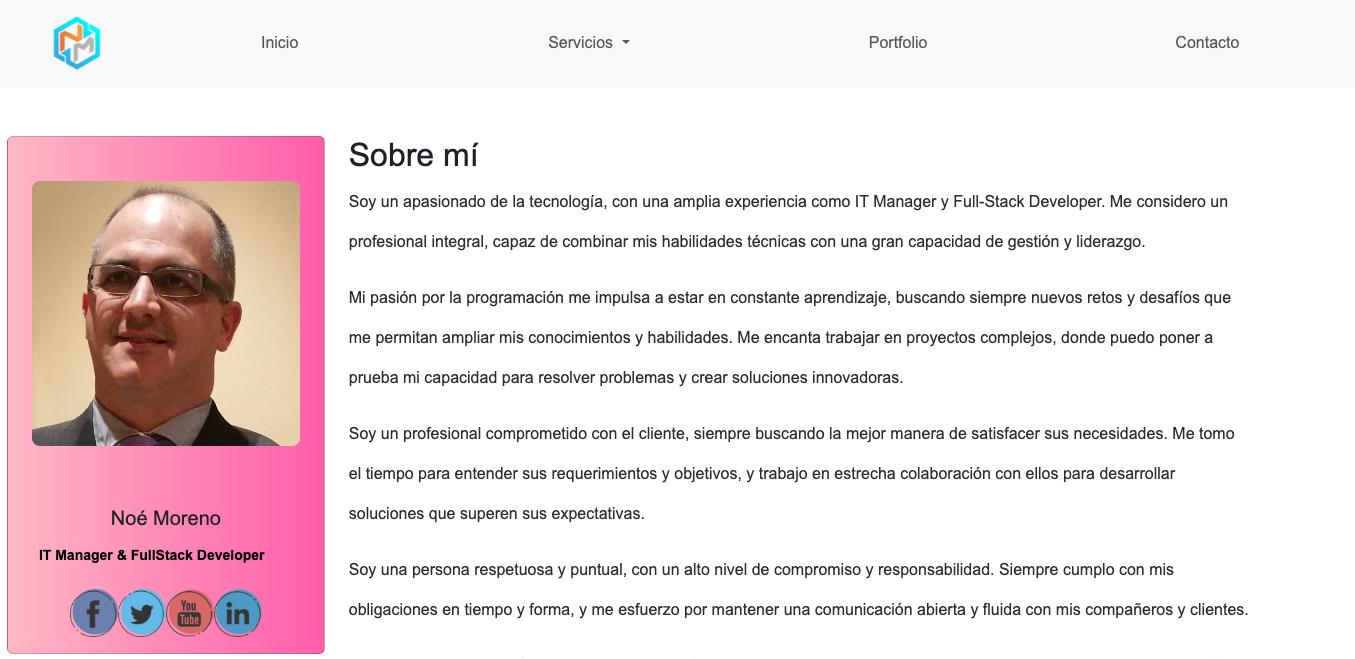 NM
Inicio
Servicios
Portfolio
Contacto
Sobre mí
Soy un apasionado de la tecnología, con una amplia experiencia como IT Manager y Full-Stack Developer. Me considero un
profesional integral, capaz de combinar mis habilidades técnicas con una gran capacidad de gestión y liderazgo.
Mi pasión por la programación me impulsa a estar en constante aprendizaje, buscando siempre nuevos retos y desafíos que
me permitan ampliar mis conocimientos y habilidades. Me encanta trabajar en proyectos complejos, donde puedo poner a
prueba mi capacidad para resolver problemas y crear soluciones innovadoras.
Soy un profesional comprometido con el cliente, siempre buscando la mejor manera de satisfacer sus necesidades. Me tomo
el tiempo para entender sus requerimientos y objetivos, y trabajo en estrecha colaboración con ellos para desarrollar
soluciones que superen sus expectativas.
Soy una persona respetuosa y puntual, con un alto nivel de compromiso y responsabilidad. Siempre cumplo con mis
obligaciones en tiempo y forma, y me esfuerzo por mantener una comunicación abierta y fluida con mis compañeros y clientes.
Noé Moreno
IT Manager & FullStack Developer
f
You
Tube
in